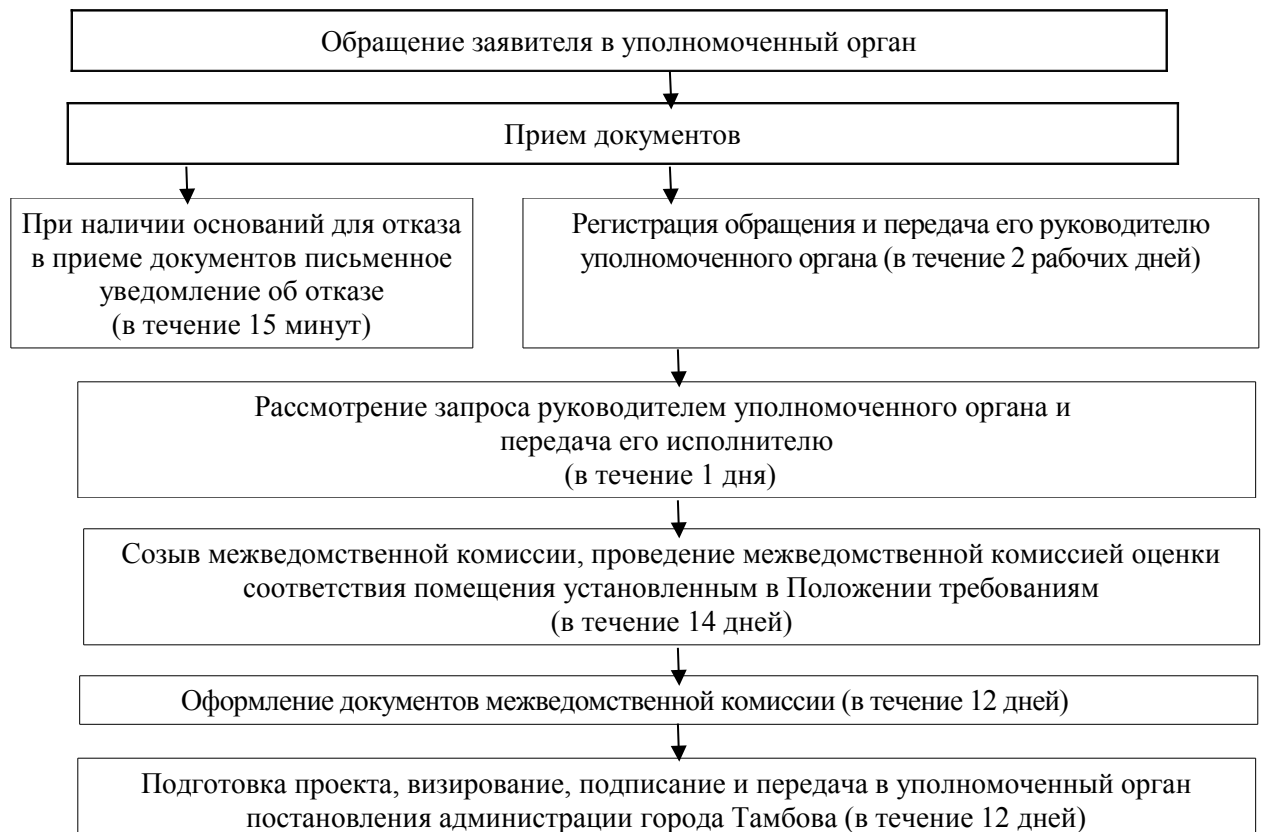 Обращение заявителя в уполномоченный орган
Прием документов
При наличии оснований для отказа
в приеме документов письменное
уведомление об отказе
(в течение 15 минут)
Регистрация обращения и передача его руководителю
уполномоченного органа (в течение 2 рабочих дней)
Рассмотрение запроса руководителем уполномоченного органа и
передача его исполнителю
(в течение 1 дня)
Созыв межведомственной комиссии, проведение межведомственной комиссией оценки
соответствия помещения установленным в Положении требованиям
(в течение 14 дней)
Оформление документов межведомственной комиссии (в течение 12 дней)
Подготовка проекта, визирование, подписание и передача в уполномоченный орган
постановления администрации города Тамбова (в течение 12 дней)